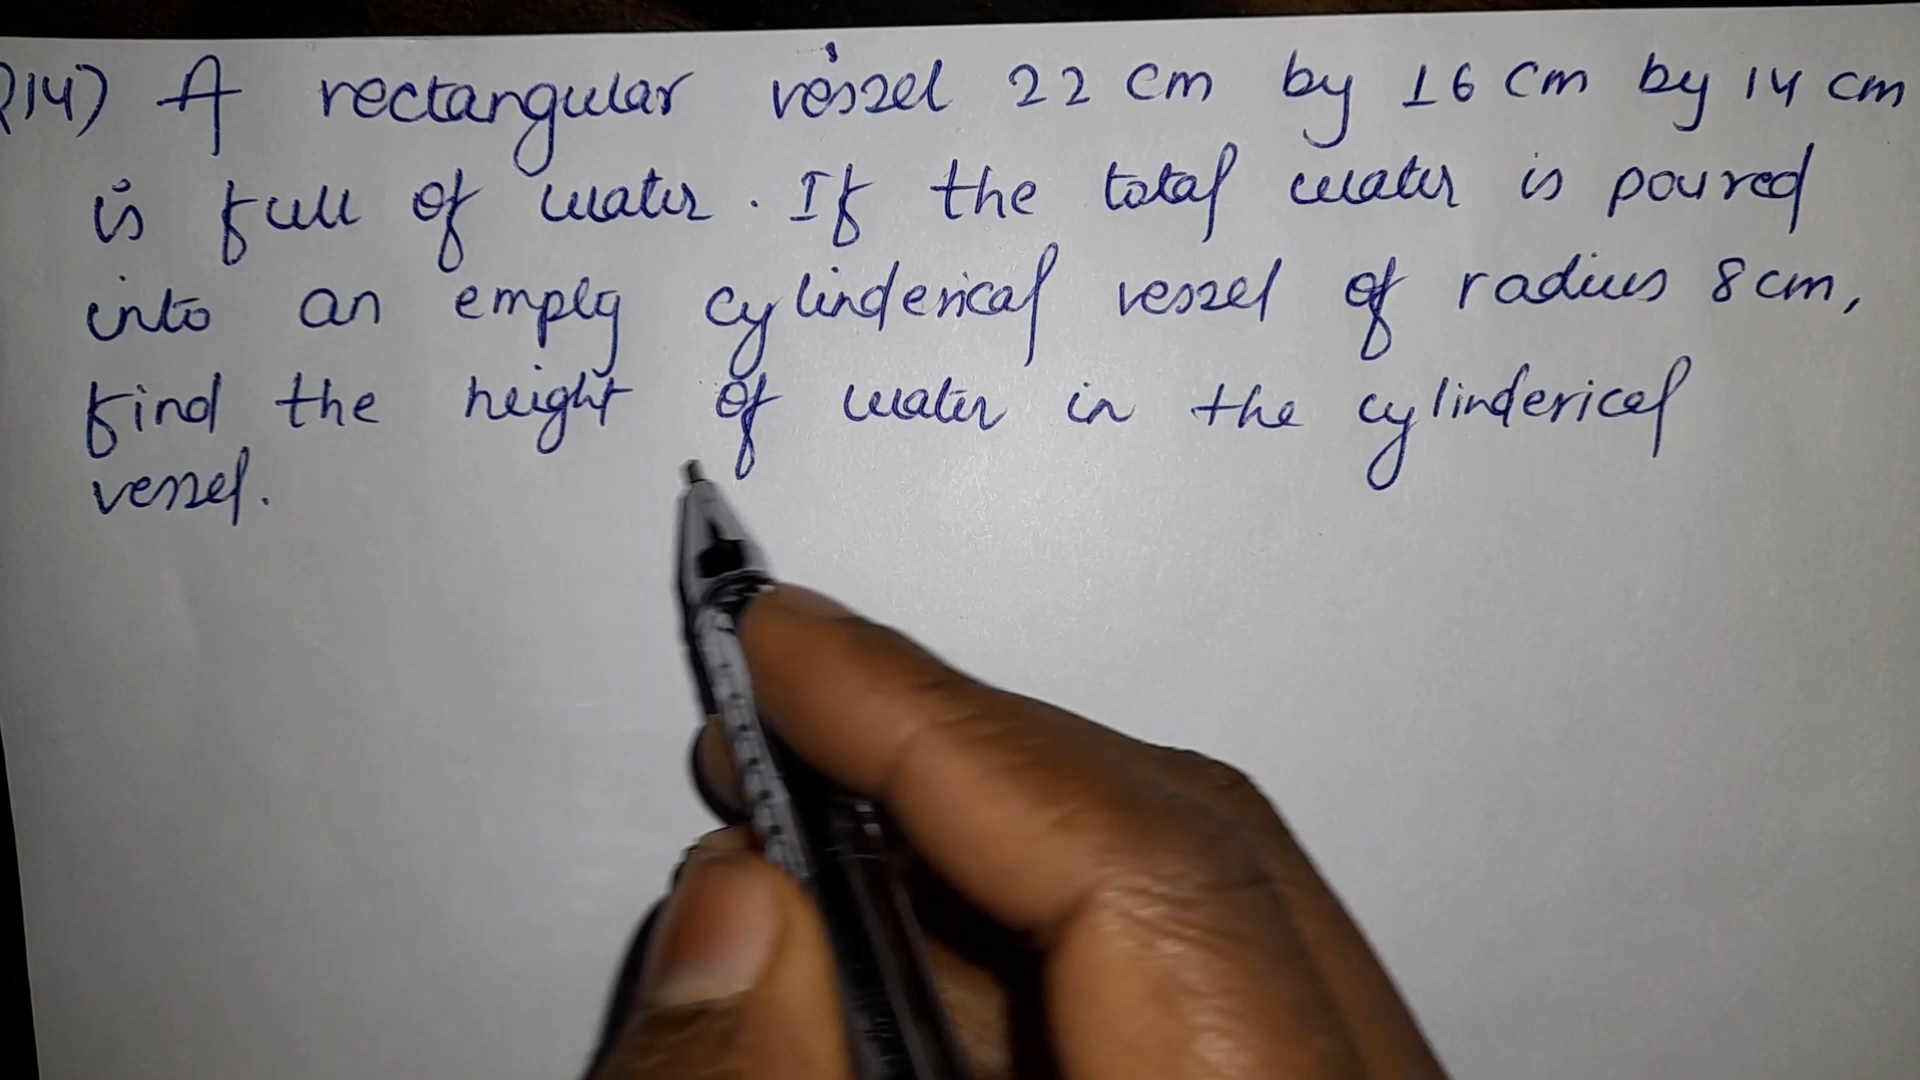 Q14) A rectangular vessel 22 cm by 16 cm by 14 cm
is full of water. If the total water is poured
into an empty cylinderical vessel of radius 8 cm,
find the height of water in the cylinderical
vessel.